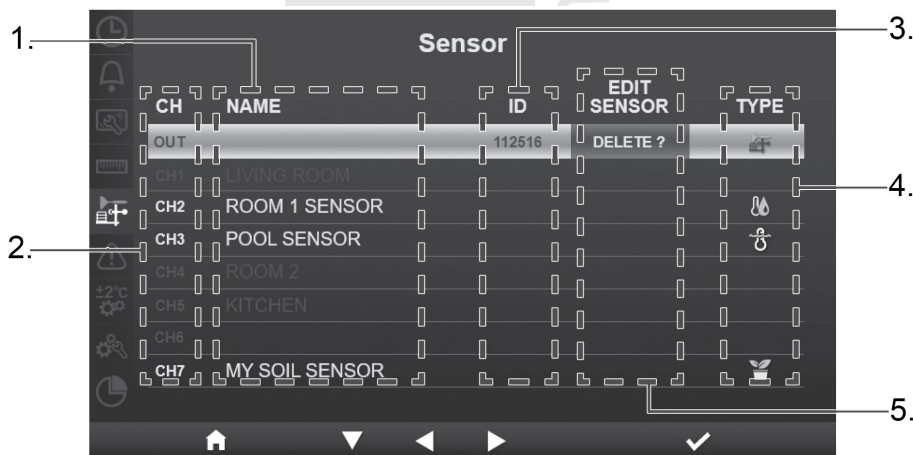 1.
3.
Sensor
CH NAME ID EDIT SENSOR TYPE
OUT 112516 DELETE ?
CH1 LIVING ROOM
4.
CH2 ROOM 1 SENSOR
CH3 POOL SENSOR
2.
CH4 ROOM 2
±2°C
CH5 KITCHEN
CH6
CH7 MY SOIL SENSOR
5.